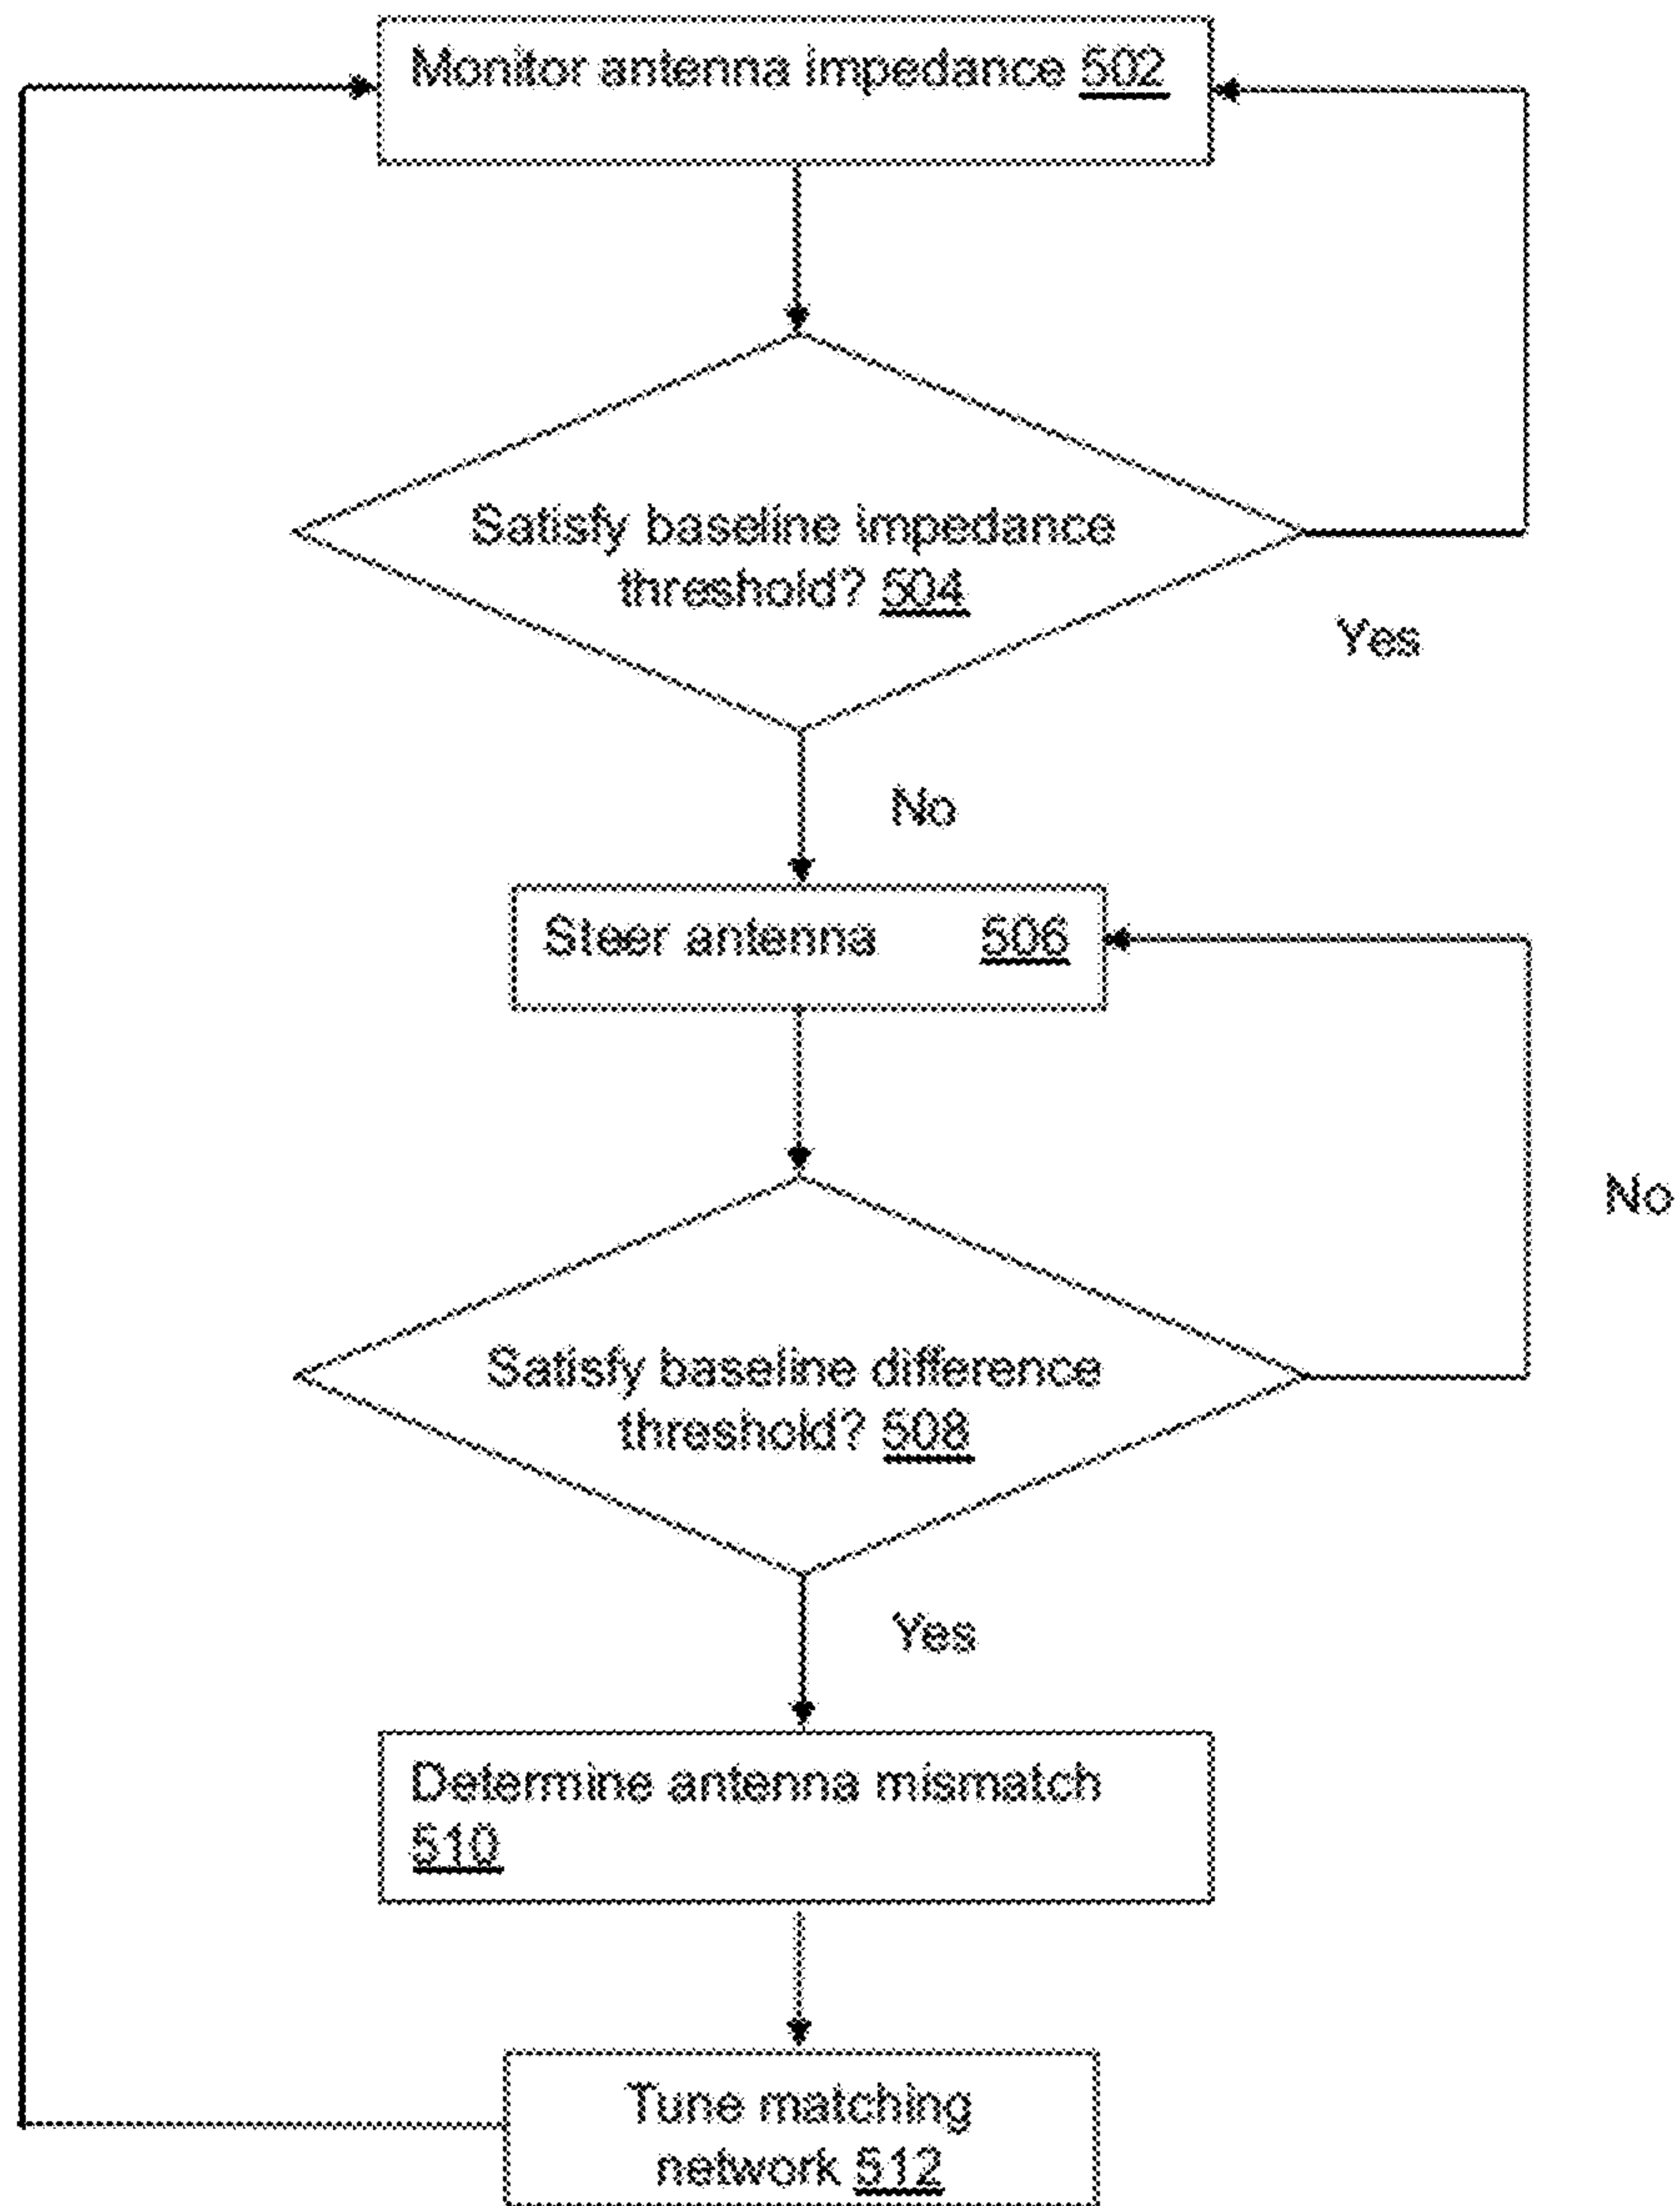 Monitor antenna impedance 502
Satisfy baseline impedance
threshold? 504
Yes
No
Steer antenna 506
No
Satisfy baseline difference
threshold? 508
Yes
Determine antenna mismatch
510
Tune matching
network 512